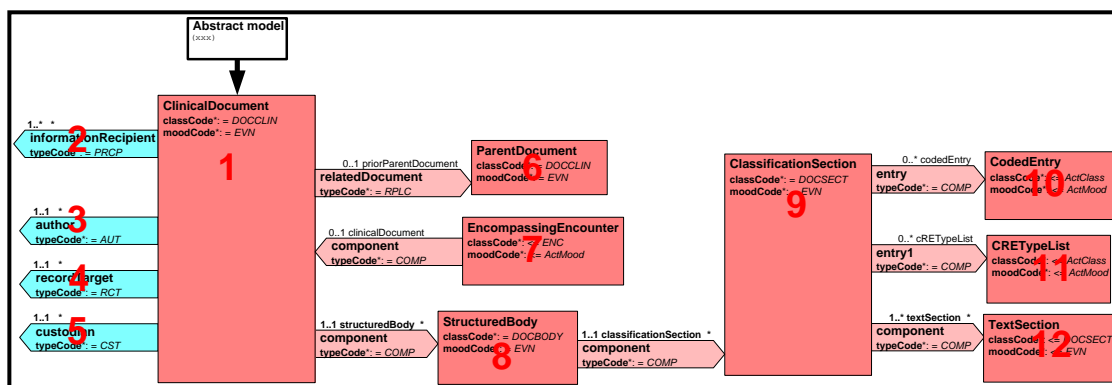 Abstract model
(xxx)
ClinicalDocument
classCode*: = DOCCLIN
moodCode*: = EVN
1
1..* *
informationRecipient
typeCode*: = PRCP
2
1..1 *
author
typeCode*: = AUT
3
1..1 *
recordTarget
typeCode*: = RCT
4
1..1 *
custodian
typeCode*: = CST
5
0..1 priorParentDocument
relatedDocument
typeCode*: = RPLC
ParentDocument
classCode*: = DOCCLIN
moodCode*: = EVN
6
0..1 clinicalDocument
component
typeCode*: = COMP
EncompassingEncounter
classCode*: <= ENC
moodCode*: <= ActMood
7
1..1 structuredBody *
component
typeCode*: = COMP
StructuredBody
classCode*: = DOCBODY
moodCode*: = EVN
8
1..1 classificationSection *
component
typeCode*: = COMP
ClassificationSection
classCode*: = DOCSECT
moodCode*: = EVN
9
0..* codedEntry
entry
typeCode*: = COMP
CodedEntry
classCode*: <= ActClass
moodCode*: <= ActMood
10
0..* cRETypeList
entry1
typeCode*: = COMP
CRETypeList
classCode*: <= ActClass
moodCode*: <= ActMood
11
1..* textSection *
component
typeCode*: = COMP
TextSection
classCode*: <= DOCSECT
moodCode*: <= EVN
12